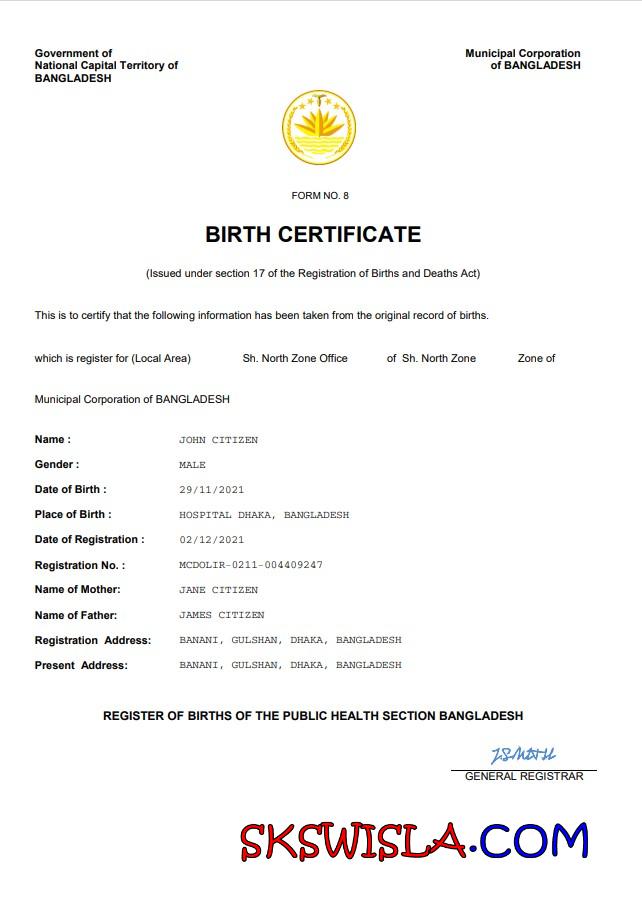 Government of
National Capital Territory of
BANGLADESH
Municipal Corporation
of BANGLADESH
FORM NO. 8
BIRTH CERTIFICATE
(Issued under section 17 of the Registration of Births and Deaths Act)
This is to certify that the following information has been taken from the original record of births.
which is register for (Local Area) Sh. North Zone Office of Sh. North Zone Zone of
Municipal Corporation of BANGLADESH
Name : JOHN CITIZEN
Gender : MALE
Date of Birth : 29/11/2021
Place of Birth : HOSPITAL DHAKA, BANGLADESH
Date of Registration : 02/12/2021
Registration No. : MCDOLIR-0211-004409247
Name of Mother: JANE CITIZEN
Name of Father: JAMES CITIZEN
Registration Address: BANANI, GULSHAN, DHAKA, BANGLADESH
Present Address: BANANI, GULSHAN, DHAKA, BANGLADESH
REGISTER OF BIRTHS OF THE PUBLIC HEALTH SECTION BANGLADESH
GENERAL REGISTRAR
SKSWISLA.COM